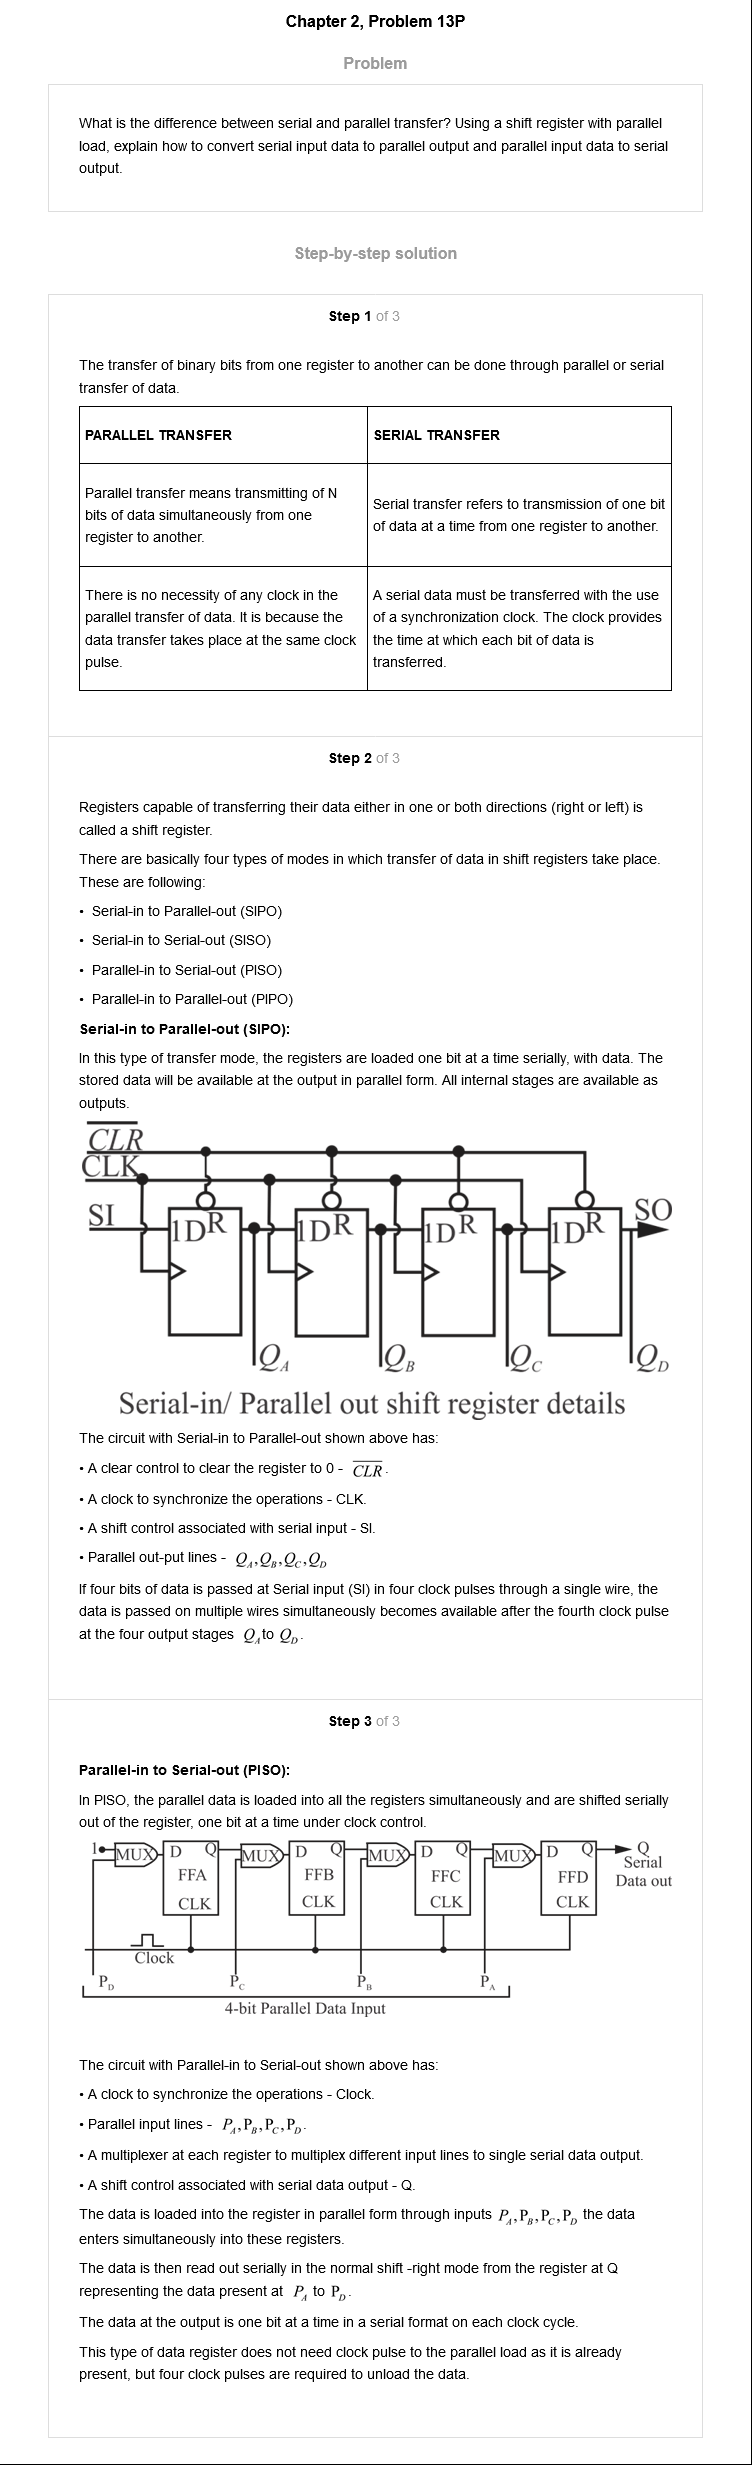 Chapter 2, Problem 13P
Problem
What is the difference between serial and parallel transfer? Using a shift register with parallel
load, explain how to convert serial input data to parallel output and parallel input data to serial
output.
Step-by-step solution
Step 1 of 3
The transfer of binary bits from one register to another can be done through parallel or serial
transfer of data.
PARALLEL TRANSFER
SERIAL TRANSFER
Parallel transfer means transmitting of N
bits of data simultaneously from one
register to another.
Serial transfer refers to transmission of one bit
of data at a time from one register to another.
There is no necessity of any clock in the
parallel transfer of data. It is because the
data transfer takes place at the same clock
pulse.
A serial data must be transferred with the use
of a synchronization clock. The clock provides
the time at which each bit of data is
transferred.
Step 2 of 3
Registers capable of transferring their data either in one or both directions (right or left) is
called a shift register.
There are basically four types of modes in which transfer of data in shift registers take place.
These are following:
• Serial-in to Parallel-out (SIPO)
• Serial-in to Serial-out (SISO)
• Parallel-in to Serial-out (PISO)
• Parallel-in to Parallel-out (PIPO)
Serial-in to Parallel-out (SIPO):
In this type of transfer mode, the registers are loaded one bit at a time serially, with data. The
stored data will be available at the output in parallel form. All internal stages are available as
outputs.
CLR
CLK
SI
1D R 1D R 1D R 1D R
SO
Q_A Q_B Q_C Q_D
Serial-in/ Parallel out shift register details
The circuit with Serial-in to Parallel-out shown above has:
• A clear control to clear the register to 0 - CLR.
• A clock to synchronize the operations - CLK.
• A shift control associated with serial input - SI.
• Parallel out-put lines - Q_A, Q_B, Q_C, Q_D
If four bits of data is passed at Serial input (SI) in four clock pulses through a single wire, the
data is passed on multiple wires simultaneously becomes available after the fourth clock pulse
at the four output stages Q_A to Q_D.
Step 3 of 3
Parallel-in to Serial-out (PISO):
In PISO, the parallel data is loaded into all the registers simultaneously and are shifted serially
out of the register, one bit at a time under clock control.
1 MUX D Q MUX D Q MUX D Q MUX D Q Q
Serial
Data out
FFA FFB FFC FFD
CLK CLK CLK CLK
Clock
P_D P_C P_B P_A
4-bit Parallel Data Input
The circuit with Parallel-in to Serial-out shown above has:
• A clock to synchronize the operations - Clock.
• Parallel input lines - P_A, P_B, P_C, P_D.
• A multiplexer at each register to multiplex different input lines to single serial data output.
• A shift control associated with serial data output - Q.
The data is loaded into the register in parallel form through inputs P_A, P_B, P_C, P_D the data
enters simultaneously into these registers.
The data is then read out serially in the normal shift -right mode from the register at Q
representing the data present at P_A to P_D.
The data at the output is one bit at a time in a serial format on each clock cycle.
This type of data register does not need clock pulse to the parallel load as it is already
present, but four clock pulses are required to unload the data.